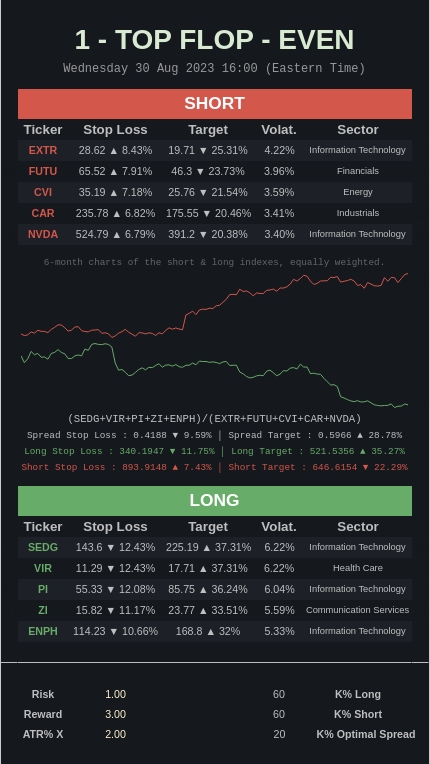 1 - TOP FLOP - EVEN
Wednesday 30 Aug 2023 16:00 (Eastern Time)
SHORT
Ticker Stop Loss Target Volat. Sector
EXTR 28.62 ▲ 8.43% 19.71 ▼ 25.31% 4.22% Information Technology
FUTU 65.52 ▲ 7.91% 46.3 ▼ 23.73% 3.96% Financials
CVI 35.19 ▲ 7.18% 25.76 ▼ 21.54% 3.59% Energy
CAR 235.78 ▲ 6.82% 175.55 ▼ 20.46% 3.41% Industrials
NVDA 524.79 ▲ 6.79% 391.2 ▼ 20.38% 3.40% Information Technology
6-month charts of the short & long indexes, equally weighted.
(SEDG+VIR+PI+ZI+ENPH)/(EXTR+FUTU+CVI+CAR+NVDA)
Spread Stop Loss : 0.4188 ▼ 9.59% | Spread Target : 0.5966 ▲ 28.78%
Long Stop Loss : 340.1947 ▼ 11.75% | Long Target : 521.5356 ▲ 35.27%
Short Stop Loss : 893.9148 ▲ 7.43% | Short Target : 646.6154 ▼ 22.29%
LONG
Ticker Stop Loss Target Volat. Sector
SEDG 143.6 ▼ 12.43% 225.19 ▲ 37.31% 6.22% Information Technology
VIR 11.29 ▼ 12.43% 17.71 ▲ 37.31% 6.22% Health Care
PI 55.33 ▼ 12.08% 85.75 ▲ 36.24% 6.04% Information Technology
ZI 15.82 ▼ 11.17% 23.77 ▲ 33.51% 5.59% Communication Services
ENPH 114.23 ▼ 10.66% 168.8 ▲ 32% 5.33% Information Technology
Risk 1.00 60 K% Long
Reward 3.00 60 K% Short
ATR% X 2.00 20 K% Optimal Spread